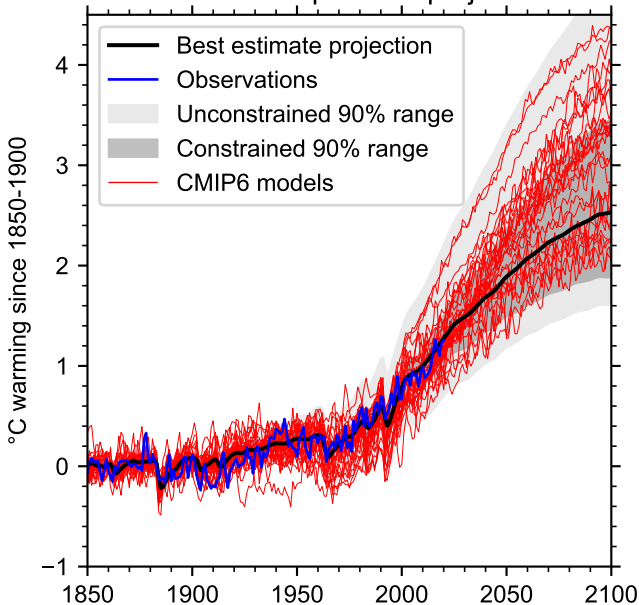 4
3
2
1
0
−1
°C warming since 1850-1900
Best estimate projection
Observations
Unconstrained 90% range
Constrained 90% range
CMIP6 models
1850 1900 1950 2000 2050 2100